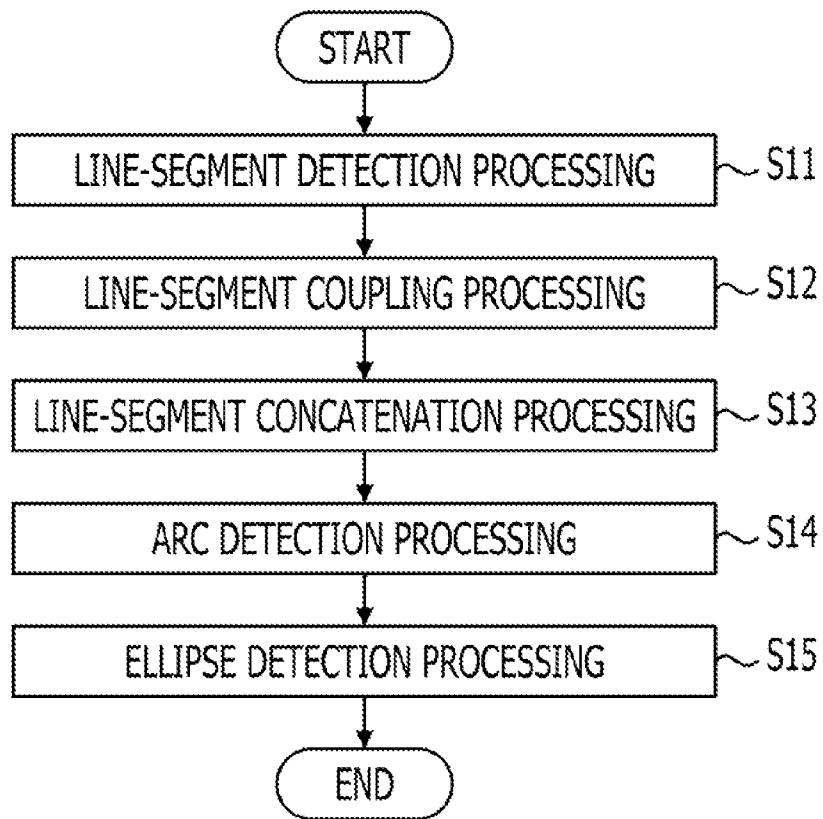 START
LINE-SEGMENT DETECTION PROCESSING
S11
LINE-SEGMENT COUPLING PROCESSING
S12
LINE-SEGMENT CONCATENATION PROCESSING
S13
ARC DETECTION PROCESSING
S14
ELLIPSE DETECTION PROCESSING
S15
END